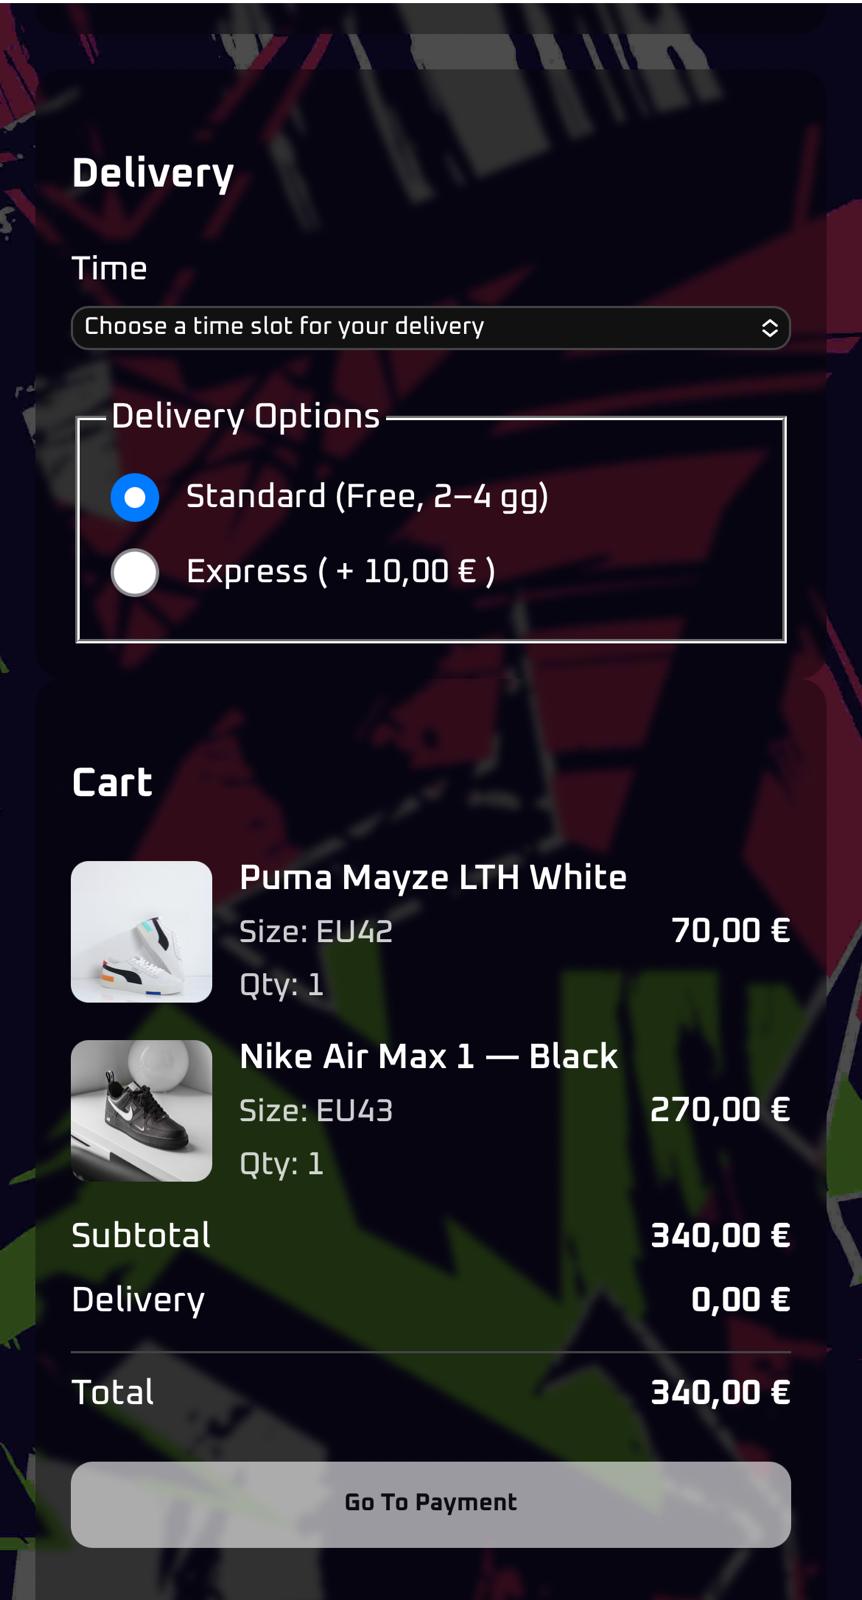 Delivery
Time
Choose a time slot for your delivery
Delivery Options
Standard (Free, 2–4 gg)
Express ( + 10,00 € )
Cart
Puma Mayze LTH White
Size: EU42
70,00 €
Qty: 1
Nike Air Max 1 — Black
Size: EU43
270,00 €
Qty: 1
Subtotal
340,00 €
Delivery
0,00 €
Total
340,00 €
Go To Payment